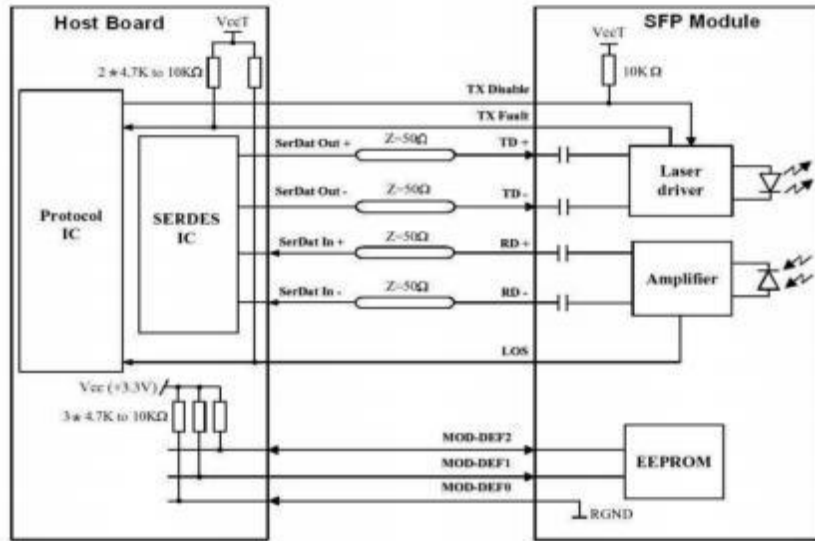 Host Board
SFP Module
VccT
VccT
2*4.7K to 10KΩ
10K Ω
TX Disable
TX Fault
SerDat Out +
Z=50Ω
TD +
Laser
driver
SerDat Out -
Z=50Ω
TD -
Protocol
IC
SERDES
IC
SerDat In +
Z=50Ω
RD +
Amplifier
SerDat In -
Z=50Ω
RD -
LOS
Vcc (+3.3V)
3*4.7K to 10KΩ
MOD-DEF2
EEPROM
MOD-DEF1
MOD-DEF0
RGND